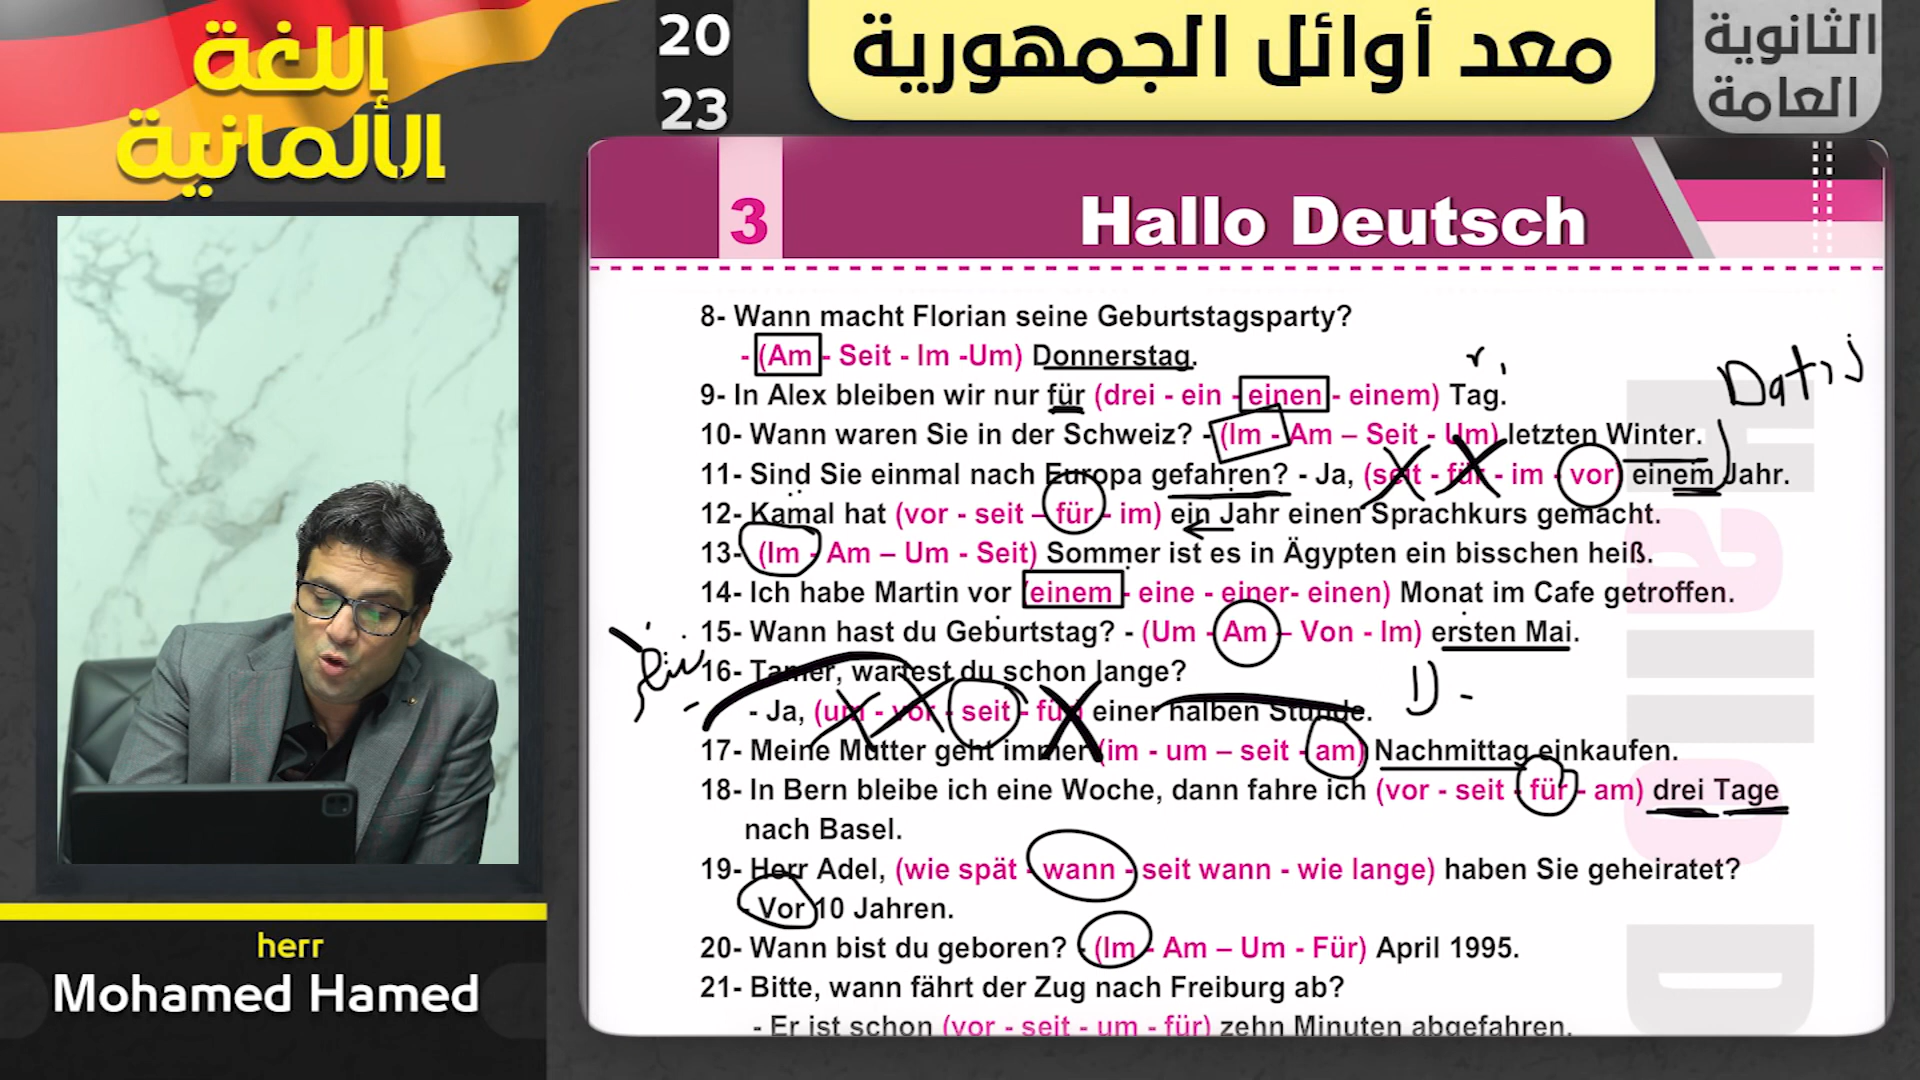 اللغة
الألمانية
20
23
معد أوائل الجمهورية
الثانوية
العامة
3
Hallo Deutsch
8- Wann macht Florian seine Geburtstagsparty?
- (Am - Seit - Im -Um) Donnerstag.
9- In Alex bleiben wir nur für (drei - ein - einen - einem) Tag.
r
Dativ
10- Wann waren Sie in der Schweiz? - (Im - Am – Seit - Um) letzten Winter.
11- Sind Sie einmal nach Europa gefahren? - Ja, (seit - für - im - vor) einem Jahr.
12- Kamal hat (vor - seit – für - im) ein Jahr einen Sprachkurs gemacht.
13- (Im - Am – Um - Seit) Sommer ist es in Ägypten ein bisschen heiß.
14- Ich habe Martin vor (einem - eine - einer- einen) Monat im Cafe getroffen.
15- Wann hast du Geburtstag? - (Um - Am – Von - Im) ersten Mai.
16- Tamer, wartest du schon lange?
- Ja, (um - vor - seit - für) einer halben Stunde.
D
17- Meine Mutter geht immer (im - um – seit - am) Nachmittag einkaufen.
18- In Bern bleibe ich eine Woche, dann fahre ich (vor - seit - für - am) drei Tage
nach Basel.
19- Herr Adel, (wie spät - wann - seit wann - wie lange) haben Sie geheiratet?
- Vor 10 Jahren.
20- Wann bist du geboren? - (Im - Am – Um - Für) April 1995.
21- Bitte, wann fährt der Zug nach Freiburg ab?
- Er ist schon (vor - seit - um - für) zehn Minuten abgefahren.
herr
Mohamed Hamed
Hallo D